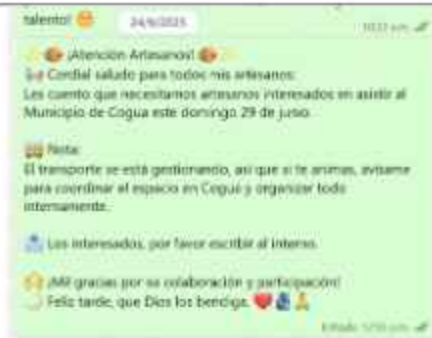 talento! 😊
24/6/2025
10:22 a.m.
¡Atención Artesanos!
Cordial saludo para todos mis artesanos:
Les cuento que necesitamos artesanos interesados en asistir al
Municipio de Cogua este domingo 29 de junio.
Nota:
El transporte se está gestionando, así que si te animas, avísame
para coordinar el espacio en Cogua y organizar todo
internamente.
Los interesados, por favor escribir al interno.
¡Mil gracias por su colaboración y participación!
Feliz tarde, que Dios los bendiga.